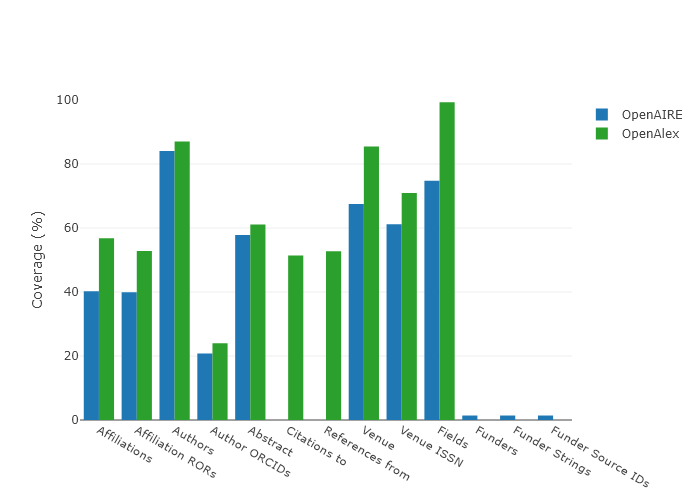 100
80
60
40
20
0
Coverage (%)
OpenAIRE
OpenAlex
Affiliations
Affiliation RORs
Authors
Author ORCIDs
Abstract
Citations to
References from
Venue
Venue ISSN
Fields
Funders
Funder Strings
Funder Source IDs